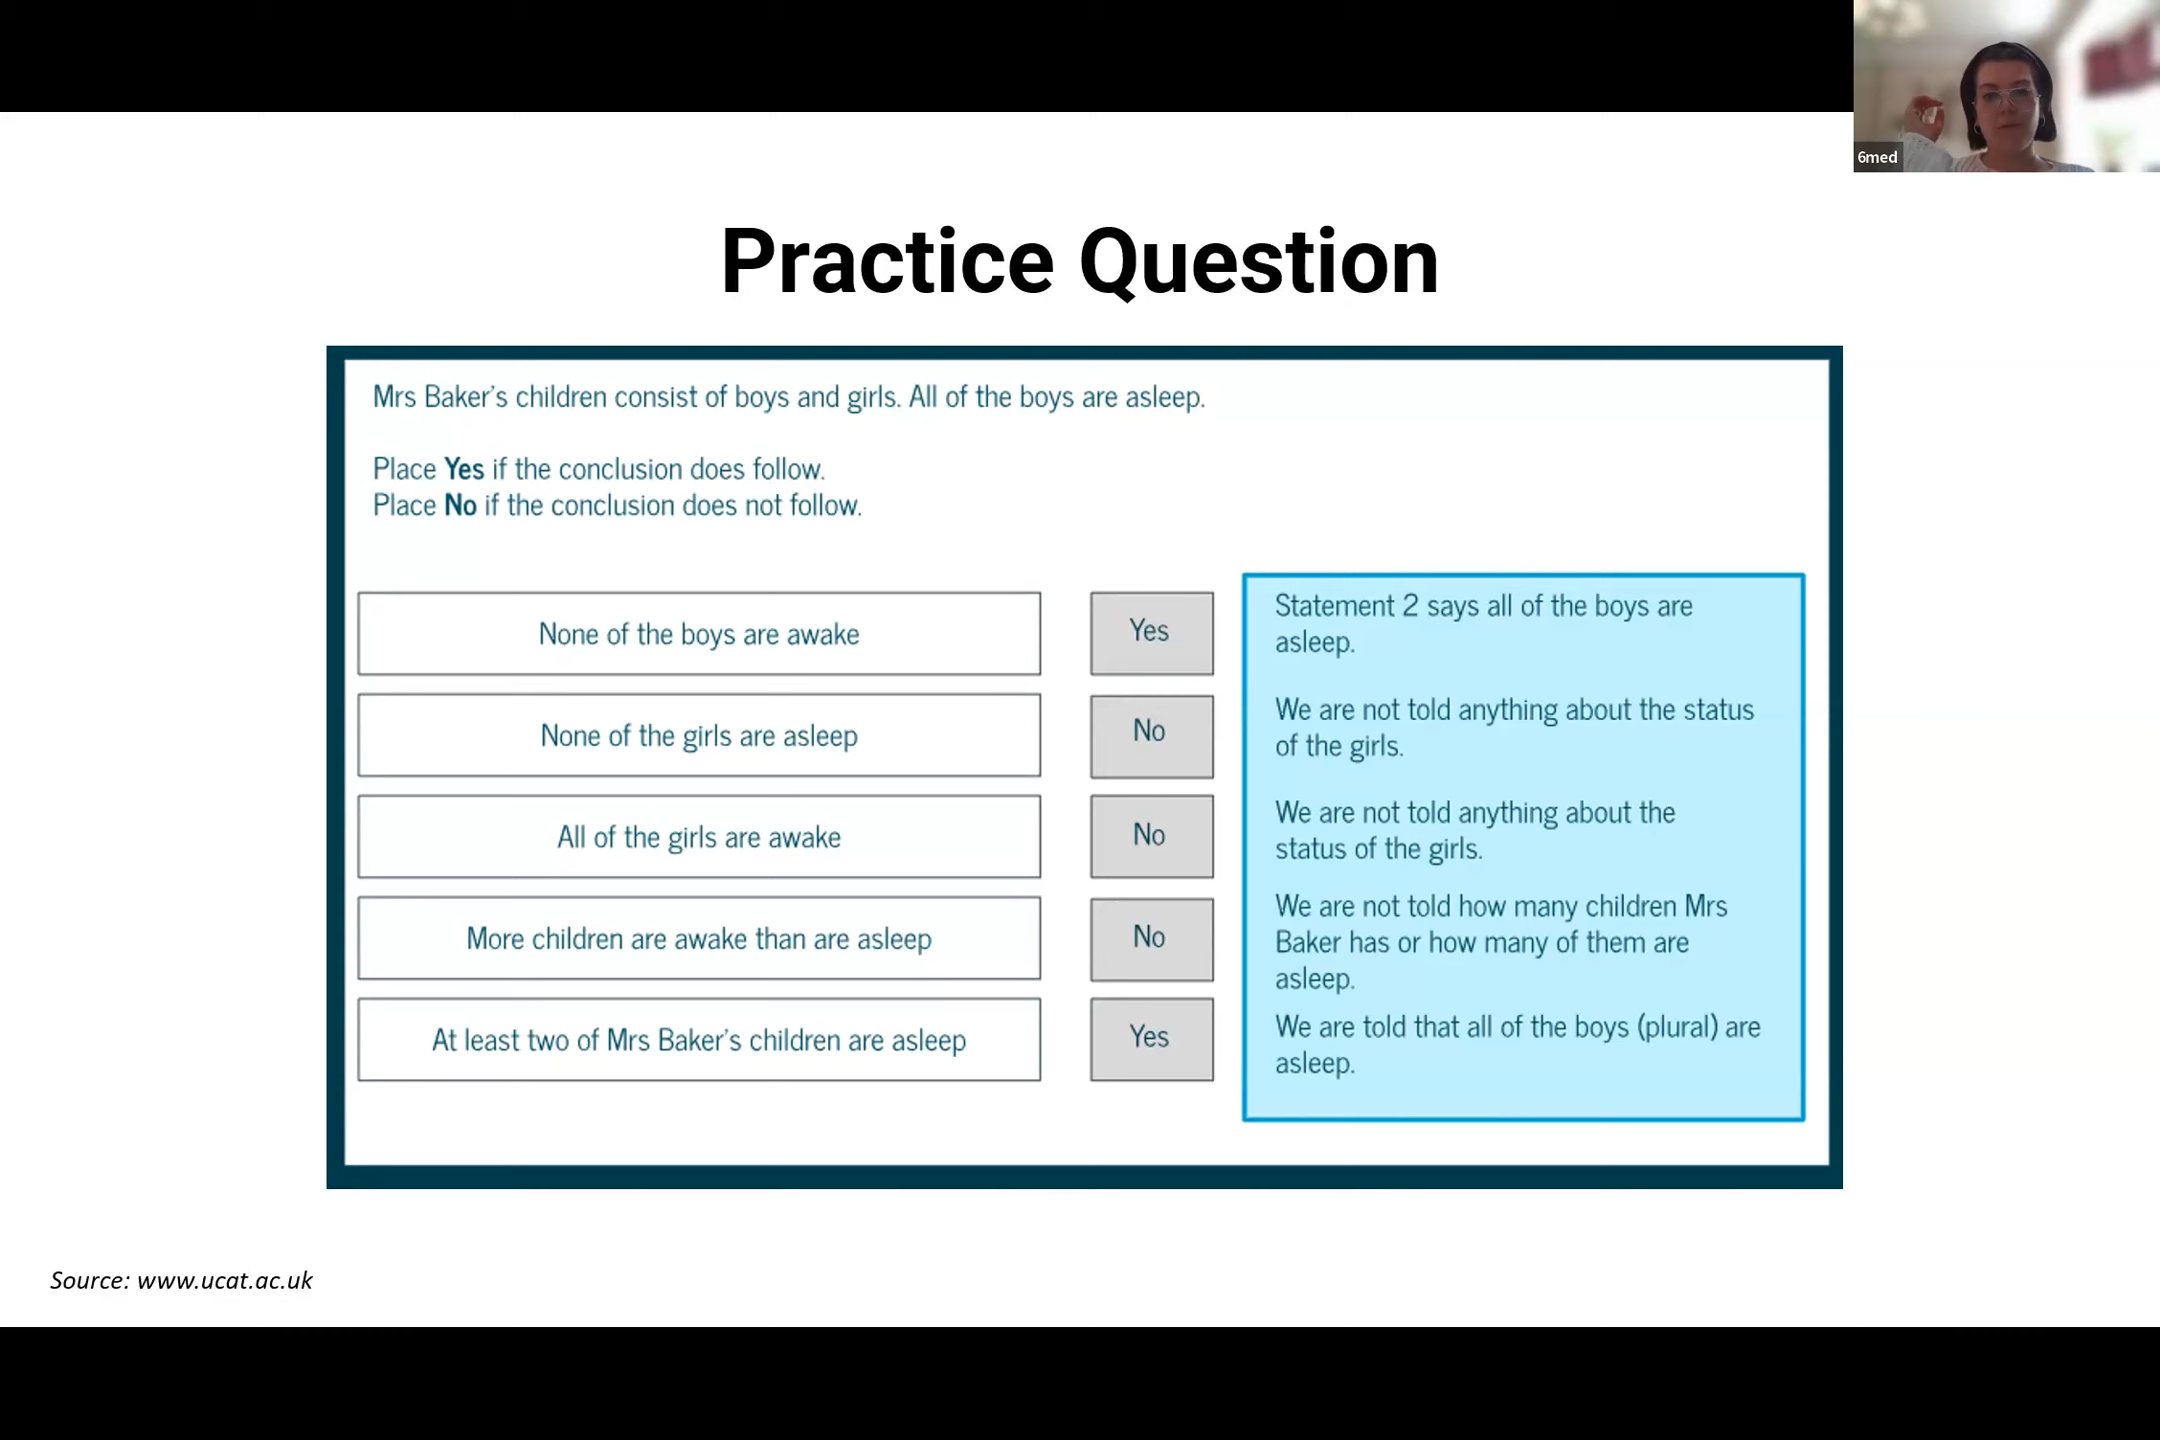 6med
Practice Question
Mrs Baker's children consist of boys and girls. All of the boys are asleep.
Place Yes if the conclusion does follow.
Place No if the conclusion does not follow.
None of the boys are awake
Yes
Statement 2 says all of the boys are
asleep.
None of the girls are asleep
No
We are not told anything about the status
of the girls.
All of the girls are awake
No
We are not told anything about the
status of the girls.
More children are awake than are asleep
No
We are not told how many children Mrs
Baker has or how many of them are
asleep.
At least two of Mrs Baker's children are asleep
Yes
We are told that all of the boys (plural) are
asleep.
Source: www.ucat.ac.uk